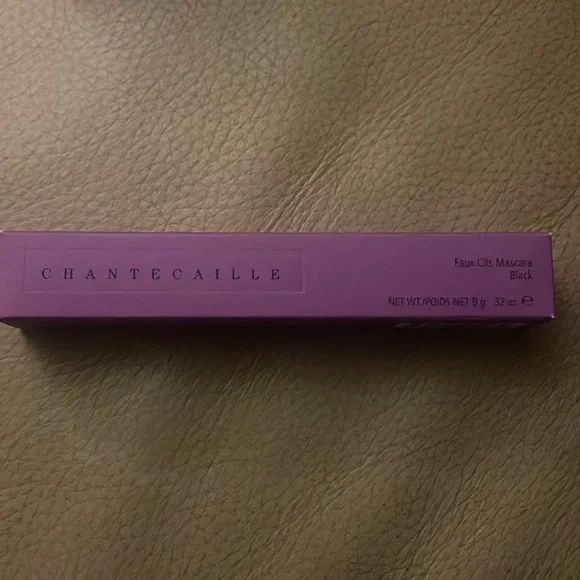 CHANTECAILLE
Faux Cils Mascara
Black
NET WT./POIDS NET 9 g .32 oz. ℮